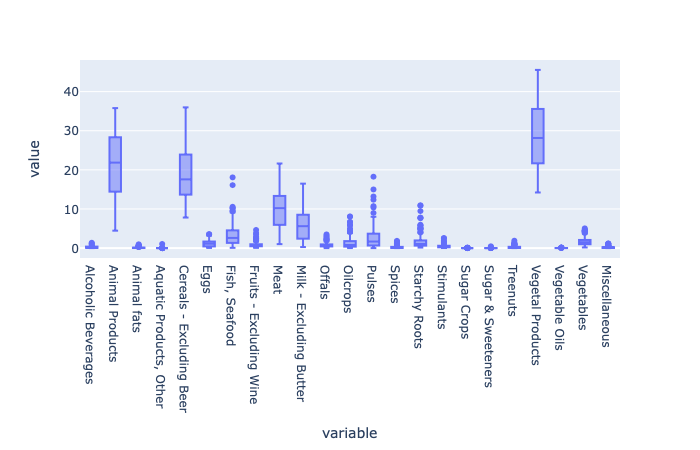 40
30
20
10
0
value
Alcoholic Beverages
Animal Products
Animal fats
Aquatic Products, Other
Cereals - Excluding Beer
Eggs
Fish, Seafood
Fruits - Excluding Wine
Meat
Milk - Excluding Butter
Offals
Oilcrops
Pulses
Spices
Starchy Roots
Stimulants
Sugar Crops
Sugar & Sweeteners
Treenuts
Vegetal Products
Vegetable Oils
Vegetables
Miscellaneous
variable